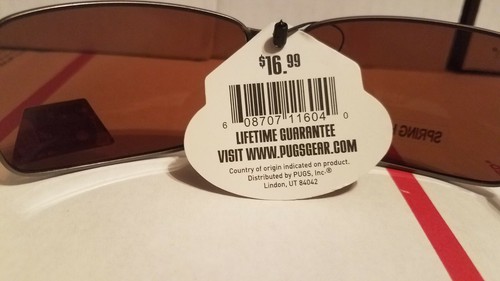 $16.99
6 08707 11604 0
LIFETIME GUARANTEE
VISIT WWW.PUGSGEAR.COM
Country of origin indicated on product.
Distributed by PUGS, Inc.®
Lindon, UT 84042
SPRING